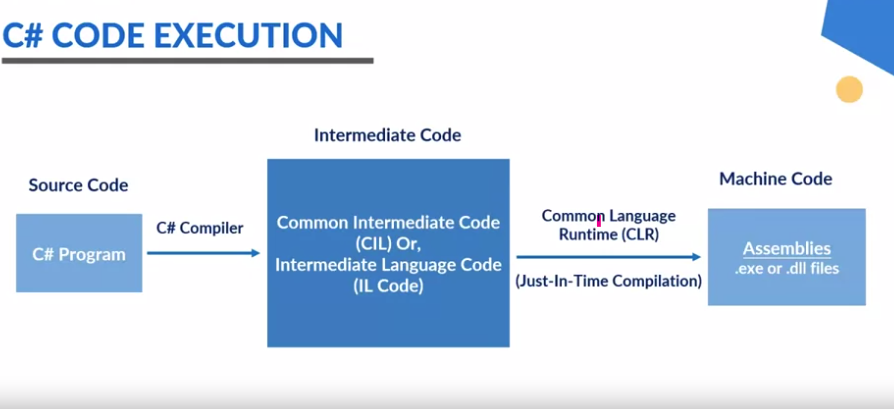 C# CODE EXECUTION
Intermediate Code
Source Code
Machine Code
C# Program
C# Compiler
Common Intermediate Code
(CIL) Or,
Intermediate Language Code
(IL Code)
Common Language
Runtime (CLR)
(Just-In-Time Compilation)
Assemblies
.exe or .dll files